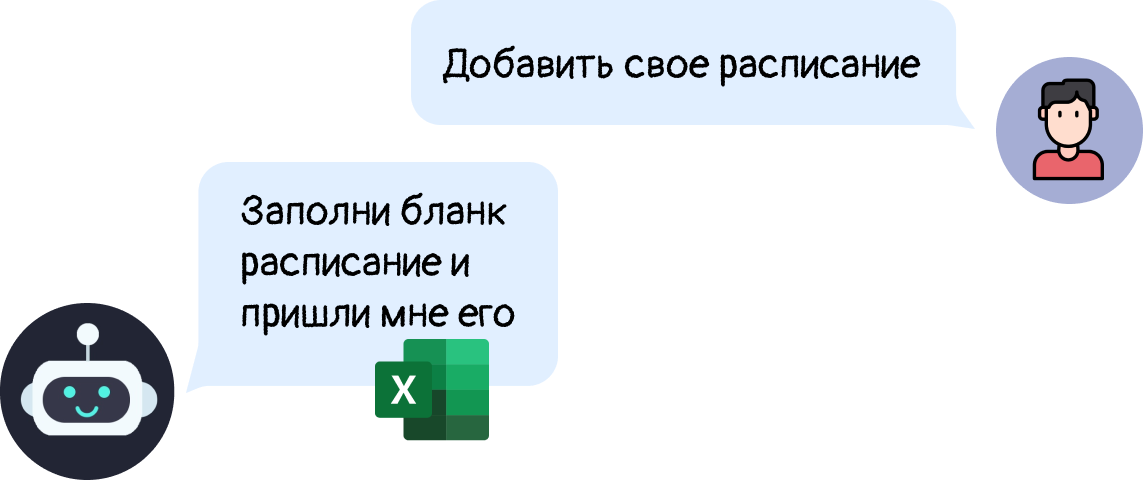 Добавить свое расписание
Заполни бланк
расписание и
пришли мне его
X